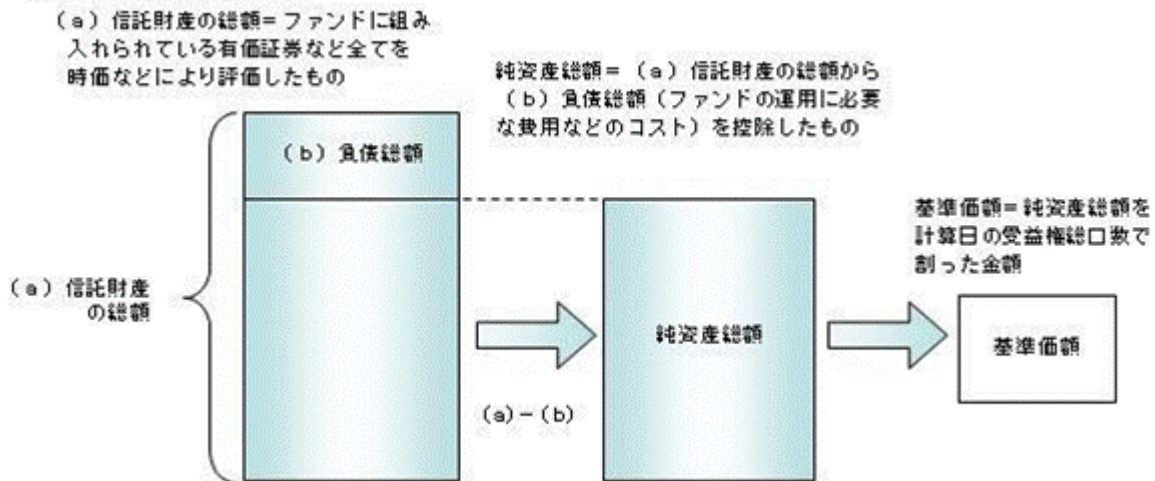 (a)信託財産の総額=ファンドに組み
入れられている有価証券など全てを
時価などにより評価したもの
純資産総額=(a)信託財産の総額から
(b)負債総額(ファンドの運用に必要
な費用などのコスト)を控除したもの
(b)負債総額
基準価額=純資産総額を
計算日の受益権総口数で
割った金額
(a)信託財産
の総額
純資産総額
基準価額
(a)-(b)